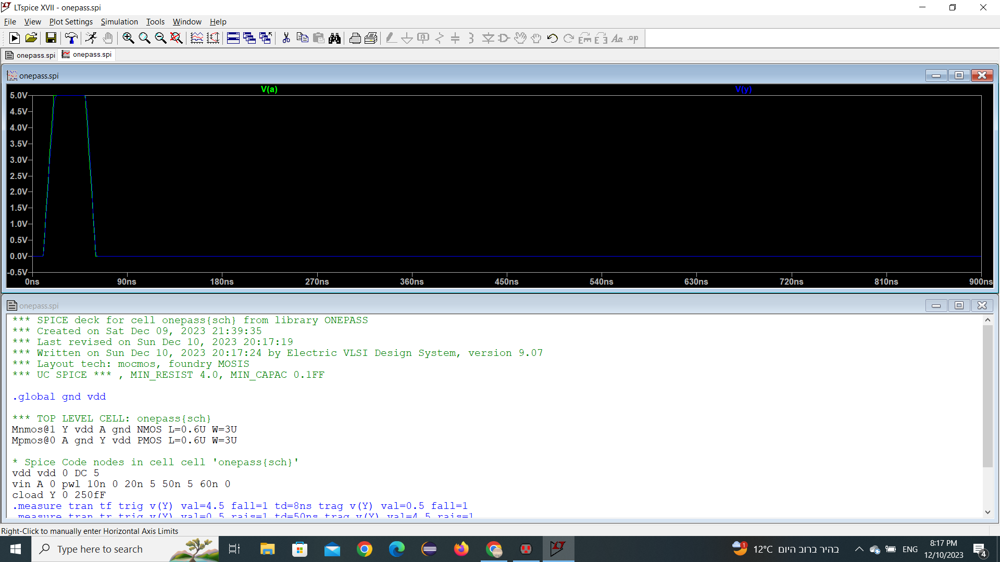 LTspice XVII - onepass.spi
File View Plot Settings Simulation Tools Window Help
onepass.spi onepass.spi
onepass.spi
V(a) V(y)
5.0V
4.5V
4.0V
3.5V
3.0V
2.5V
2.0V
1.5V
1.0V
0.5V
0.0V
-0.5V
0ns 90ns 180ns 270ns 360ns 450ns 540ns 630ns 720ns 810ns 900ns
onepass.spi
*** SPICE deck for cell onepass{sch} from library ONEPASS
*** Created on Sat Dec 09, 2023 21:39:35
*** Last revised on Sun Dec 10, 2023 20:17:19
*** Written on Sun Dec 10, 2023 20:17:24 by Electric VLSI Design System, version 9.07
*** Layout tech: mocmos, foundry MOSIS
*** UC SPICE *** , MIN_RESIST 4.0, MIN_CAPAC 0.1FF
.global gnd vdd
*** TOP LEVEL CELL: onepass{sch}
Mnmos@1 Y vdd A gnd NMOS L=0.6U W=3U
Mpmos@0 A gnd Y vdd PMOS L=0.6U W=3U
* Spice Code nodes in cell cell 'onepass{sch}'
vdd vdd 0 DC 5
vin A 0 pwl 10n 0 20n 5 50n 5 60n 0
cload Y 0 250fF
.measure tran tf trig v(Y) val=4.5 fall=1 td=8ns trag v(Y) val=0.5 fall=1
.measure tran tr trig v(Y) val=0.5 rais=1 td=50ns trag v(Y) val=4.5 rais=1
Right-Click to manually enter Horizontal Axis Limits
Type here to search
1 12°C בהיר ברוב היום ENG 8:17 PM
12/10/2023 4